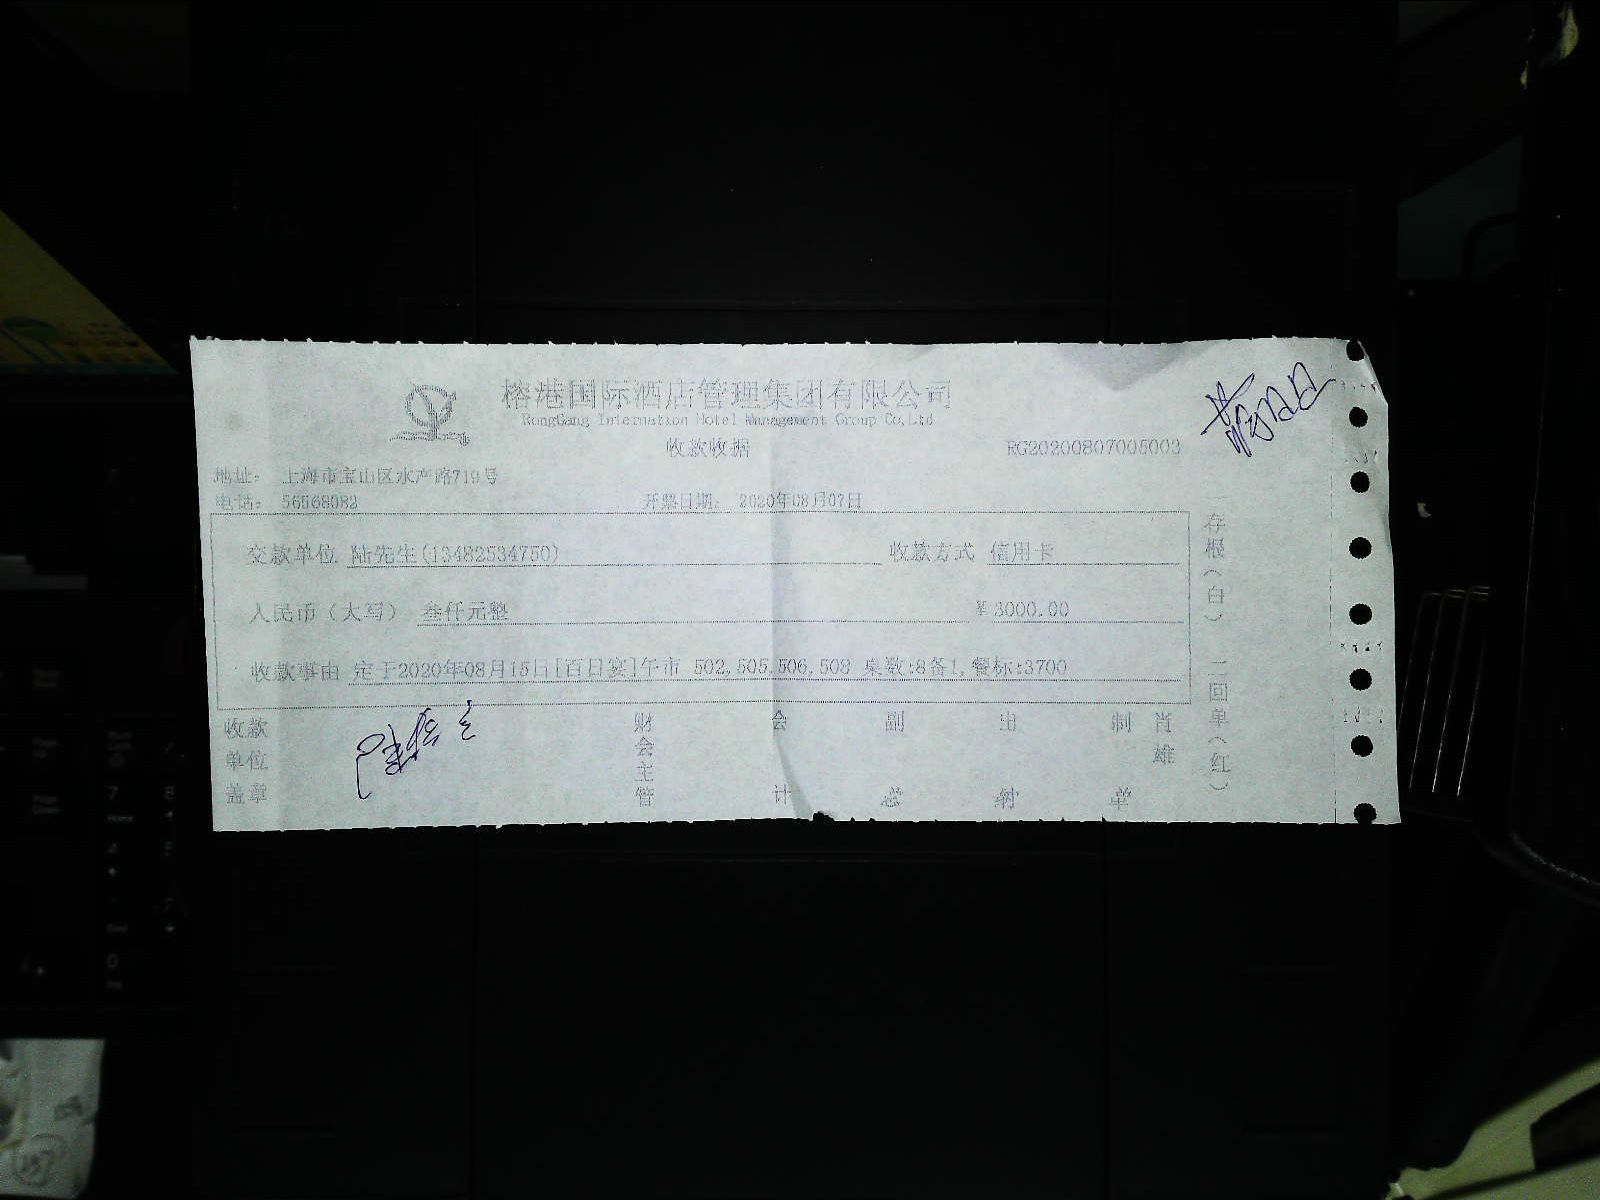 榕港国际酒店管理集团有限公司
RongGang Internation Hotel Management Group Co,Ltd
收款收据
RG20200807005003
地址： 上海市宝山区水产路719号
电话： 56568082
开票日期： 2020年08月07日
交款单位 陆先生(13482534750)
收款方式 信用卡
人民币（大写） 叁仟元整
￥3000.00
收款事由 定于2020年08月15日[百日宴]午市 502,505,506,508 桌数:8备1,餐标:3700
收款单位盖章
财会主管
会计
副总
出纳
制单
肖雄
存根（白） 二回单（红）